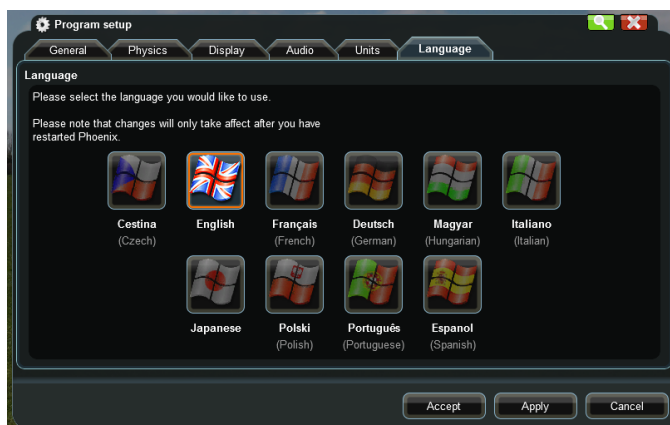 Program setup
General Physics Display Audio Units Language
Language
Please select the language you would like to use.
Please note that changes will only take affect after you have
restarted Phoenix.
Cestina English Français Deutsch Magyar Italiano
(Czech) (French) (German) (Hungarian) (Italian)
Japanese Polski Português Espanol
(Polish) (Portuguese) (Spanish)
Accept Apply Cancel